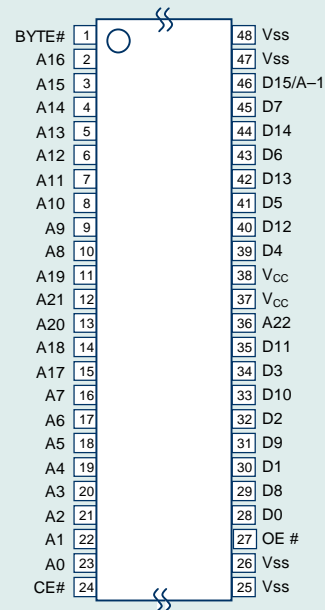 BYTE# 1 48 Vss
A16 2 47 Vss
A15 3 46 D15/A–1
A14 4 45 D7
A13 5 44 D14
A12 6 43 D6
A11 7 42 D13
A10 8 41 D5
A9 9 40 D12
A8 10 39 D4
A19 11 38 VCC
A21 12 37 VCC
A20 13 36 A22
A18 14 35 D11
A17 15 34 D3
A7 16 33 D10
A6 17 32 D2
A5 18 31 D9
A4 19 30 D1
A3 20 29 D8
A2 21 28 D0
A1 22 27 OE #
A0 23 26 Vss
CE# 24 25 Vss